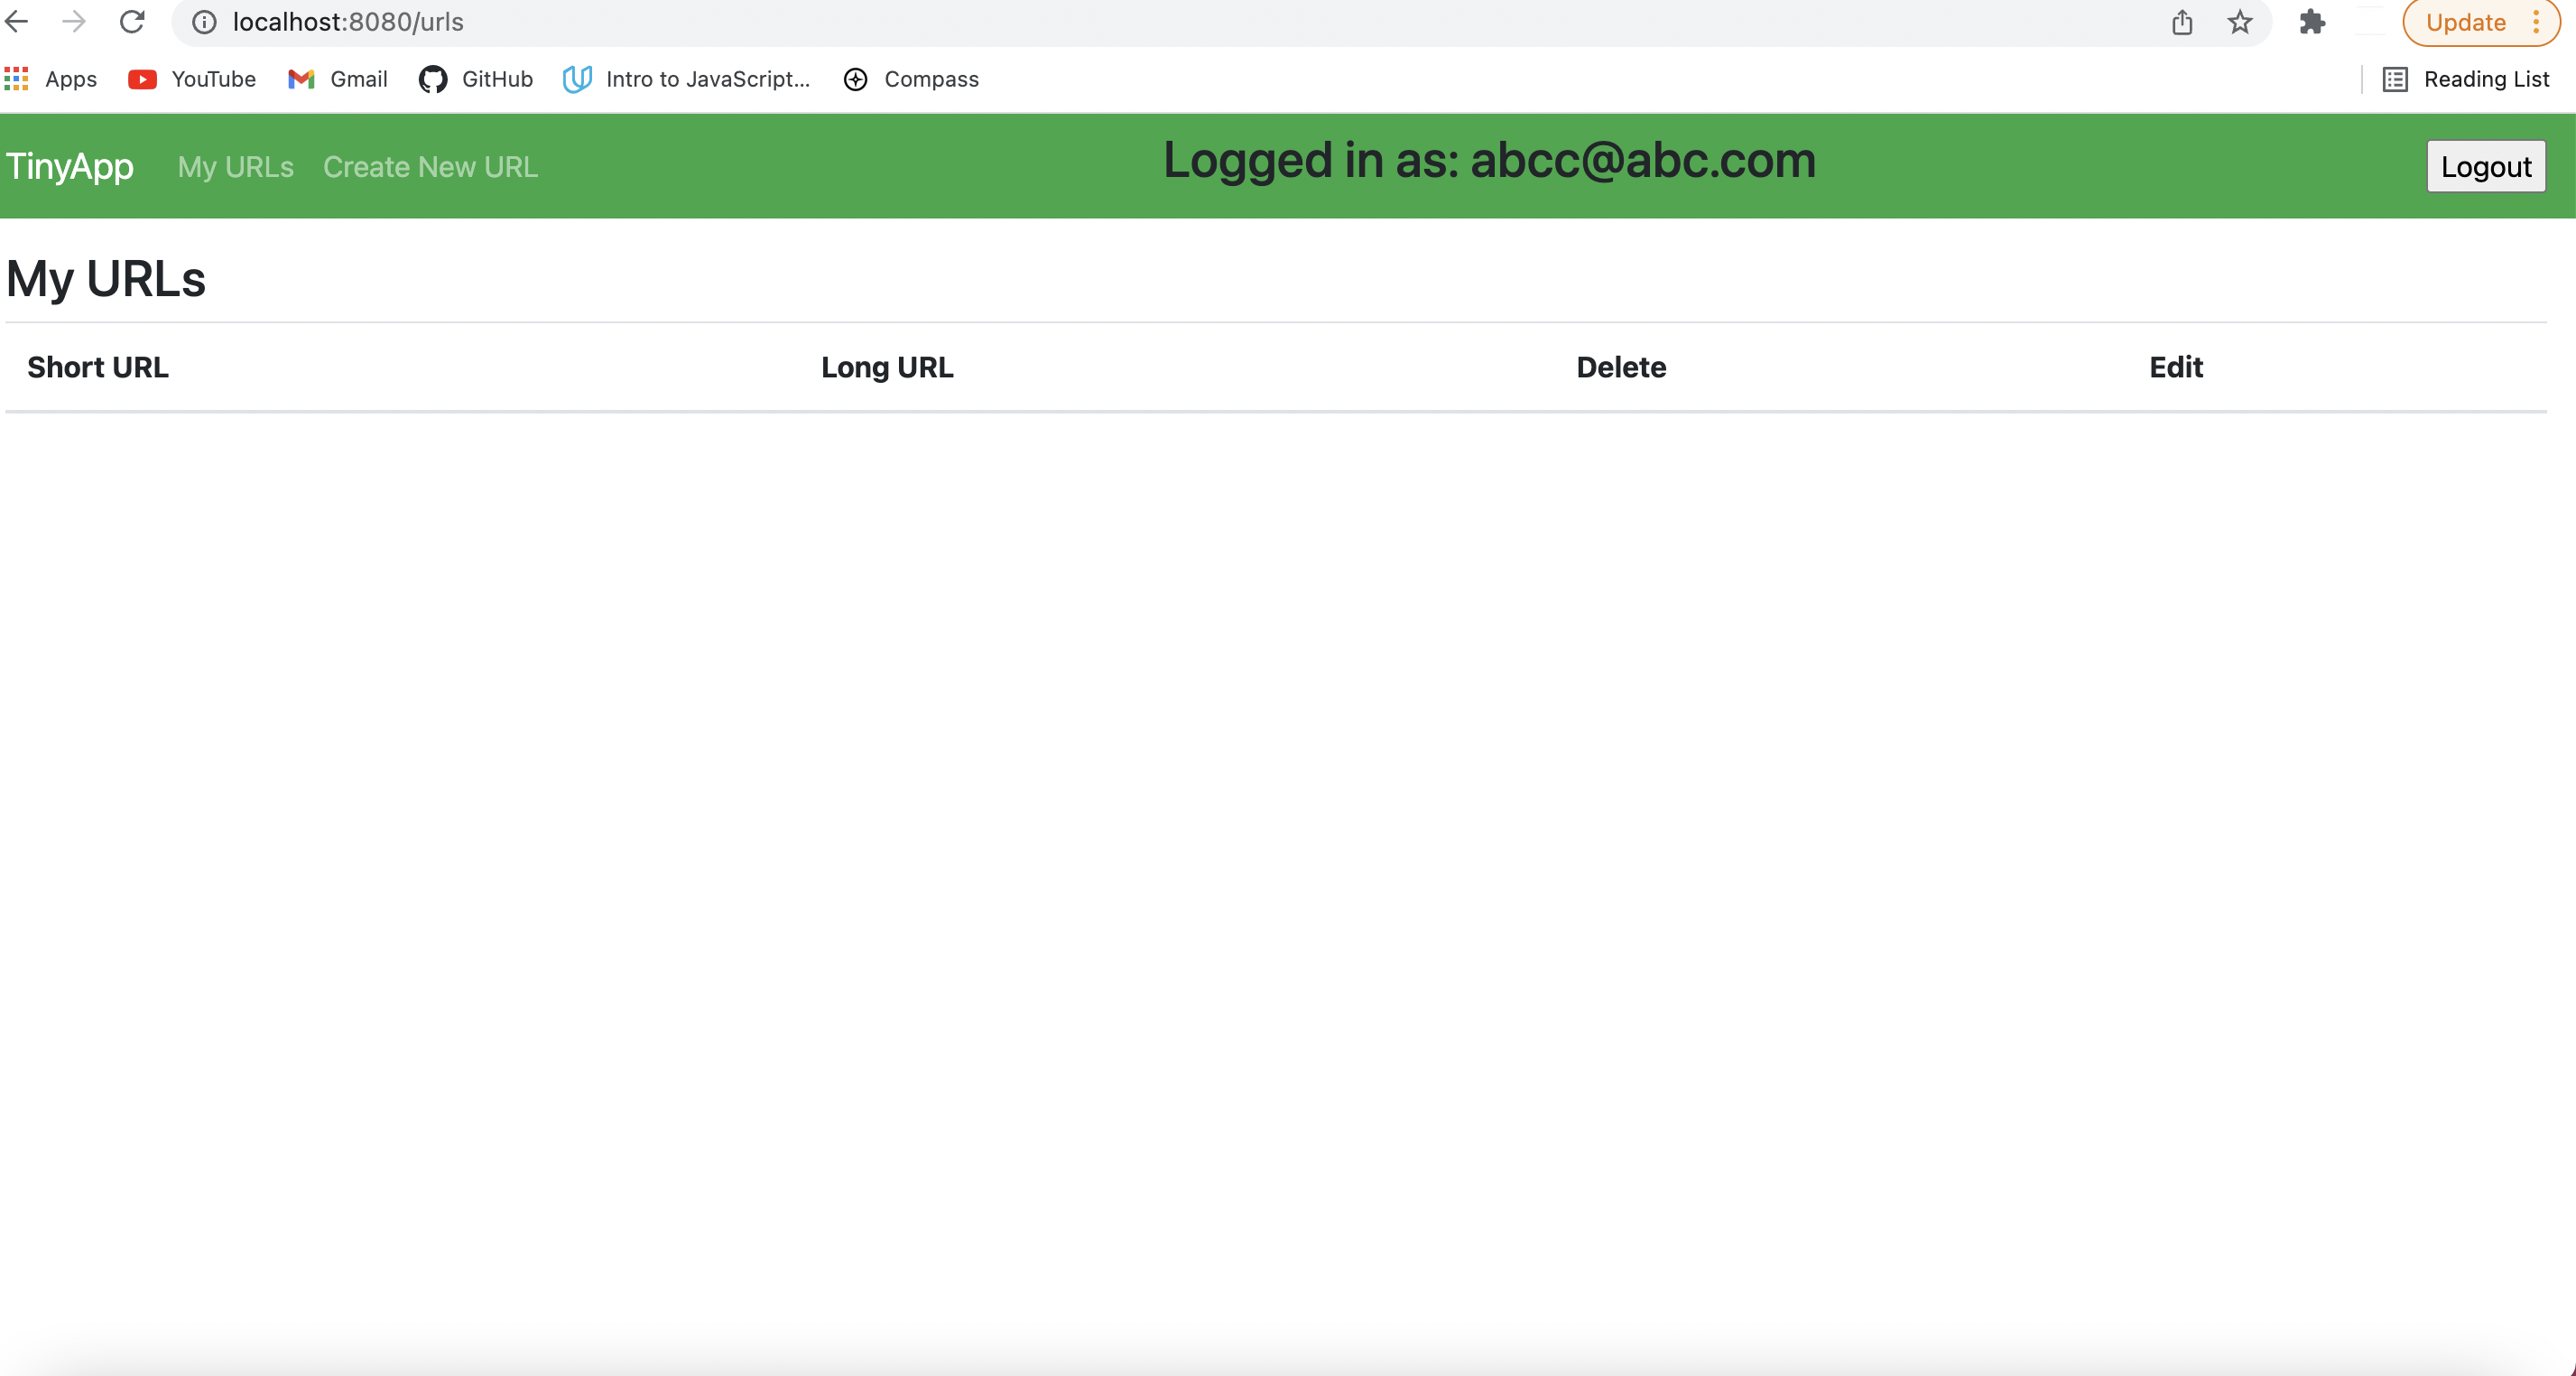 localhost:8080/urls Update
Apps YouTube Gmail GitHub Intro to JavaScript... Compass Reading List
TinyApp My URLs Create New URL Logged in as: abcc@abc.com Logout
My URLs
Short URL Long URL Delete Edit